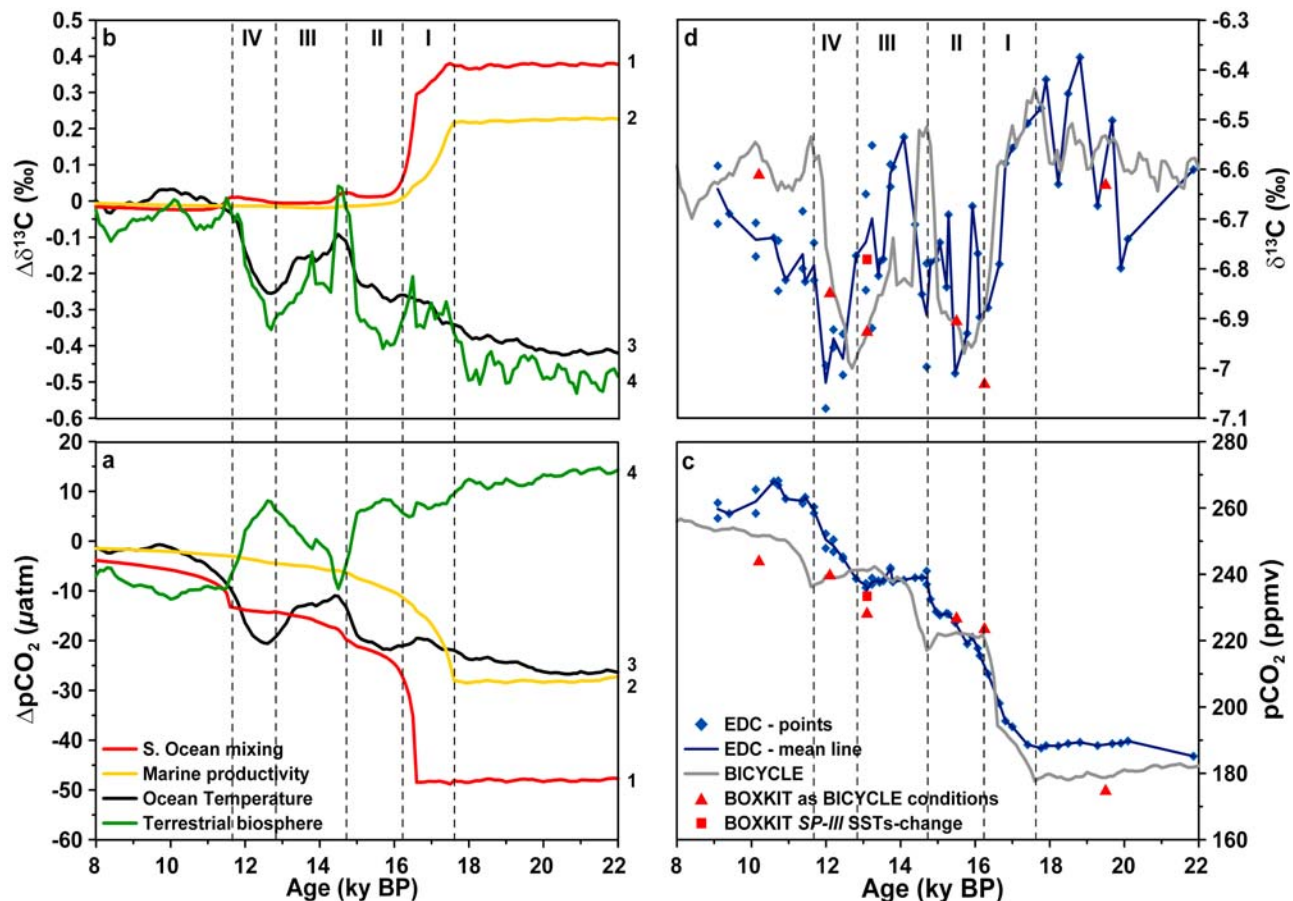 b
IV
III
II
I
0.5
0.4
0.3
0.2
0.1
0
-0.1
-0.2
-0.3
-0.4
-0.5
-0.6
Δδ¹³C (‰)
1
2
3
4
d
IV
III
II
I
-6.3
-6.4
-6.5
-6.6
-6.7
-6.8
-6.9
-7
-7.1
δ¹³C (‰)
a
20
10
0
-10
-20
-30
-40
-50
-60
ΔpCO₂ (µatm)
4
3
2
1
S. Ocean mixing
Marine productivity
Ocean Temperature
Terrestrial biosphere
8 10 12 14 16 18 20 22
Age (ky BP)
c
280
260
240
220
200
180
160
pCO₂ (ppmv)
EDC - points
EDC - mean line
BICYCLE
BOXKIT as BICYCLE conditions
BOXKIT SP-III SSTs-change
8 10 12 14 16 18 20 22
Age (ky BP)